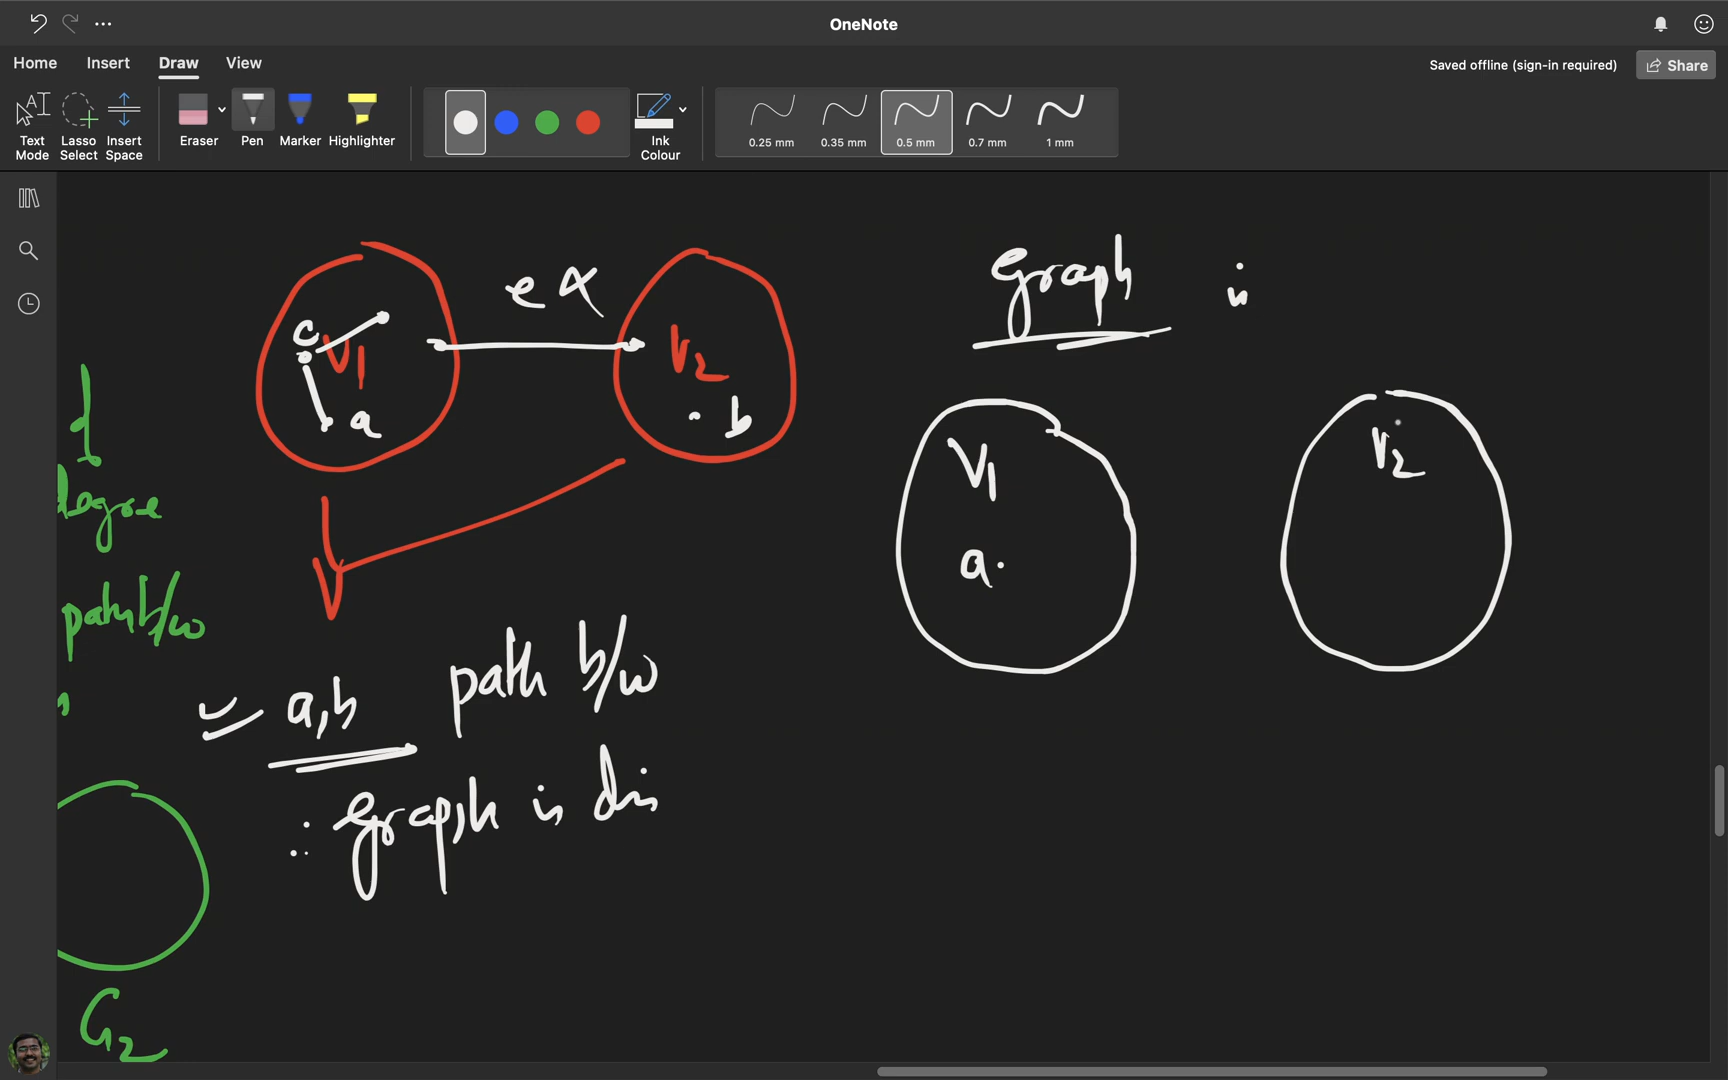 OneNote
Home Insert Draw View
Saved offline (sign-in required)
Share
Text Mode
Lasso Select
Insert Space
Eraser
Pen
Marker
Highlighter
Ink Colour
0.25 mm
0.35 mm
0.5 mm
0.7 mm
1 mm
degree
path b/w
G2
V1
c
a
e
V2
b
V
a,b path b/w
∴ graph is dis
graph is
V1
a
V2